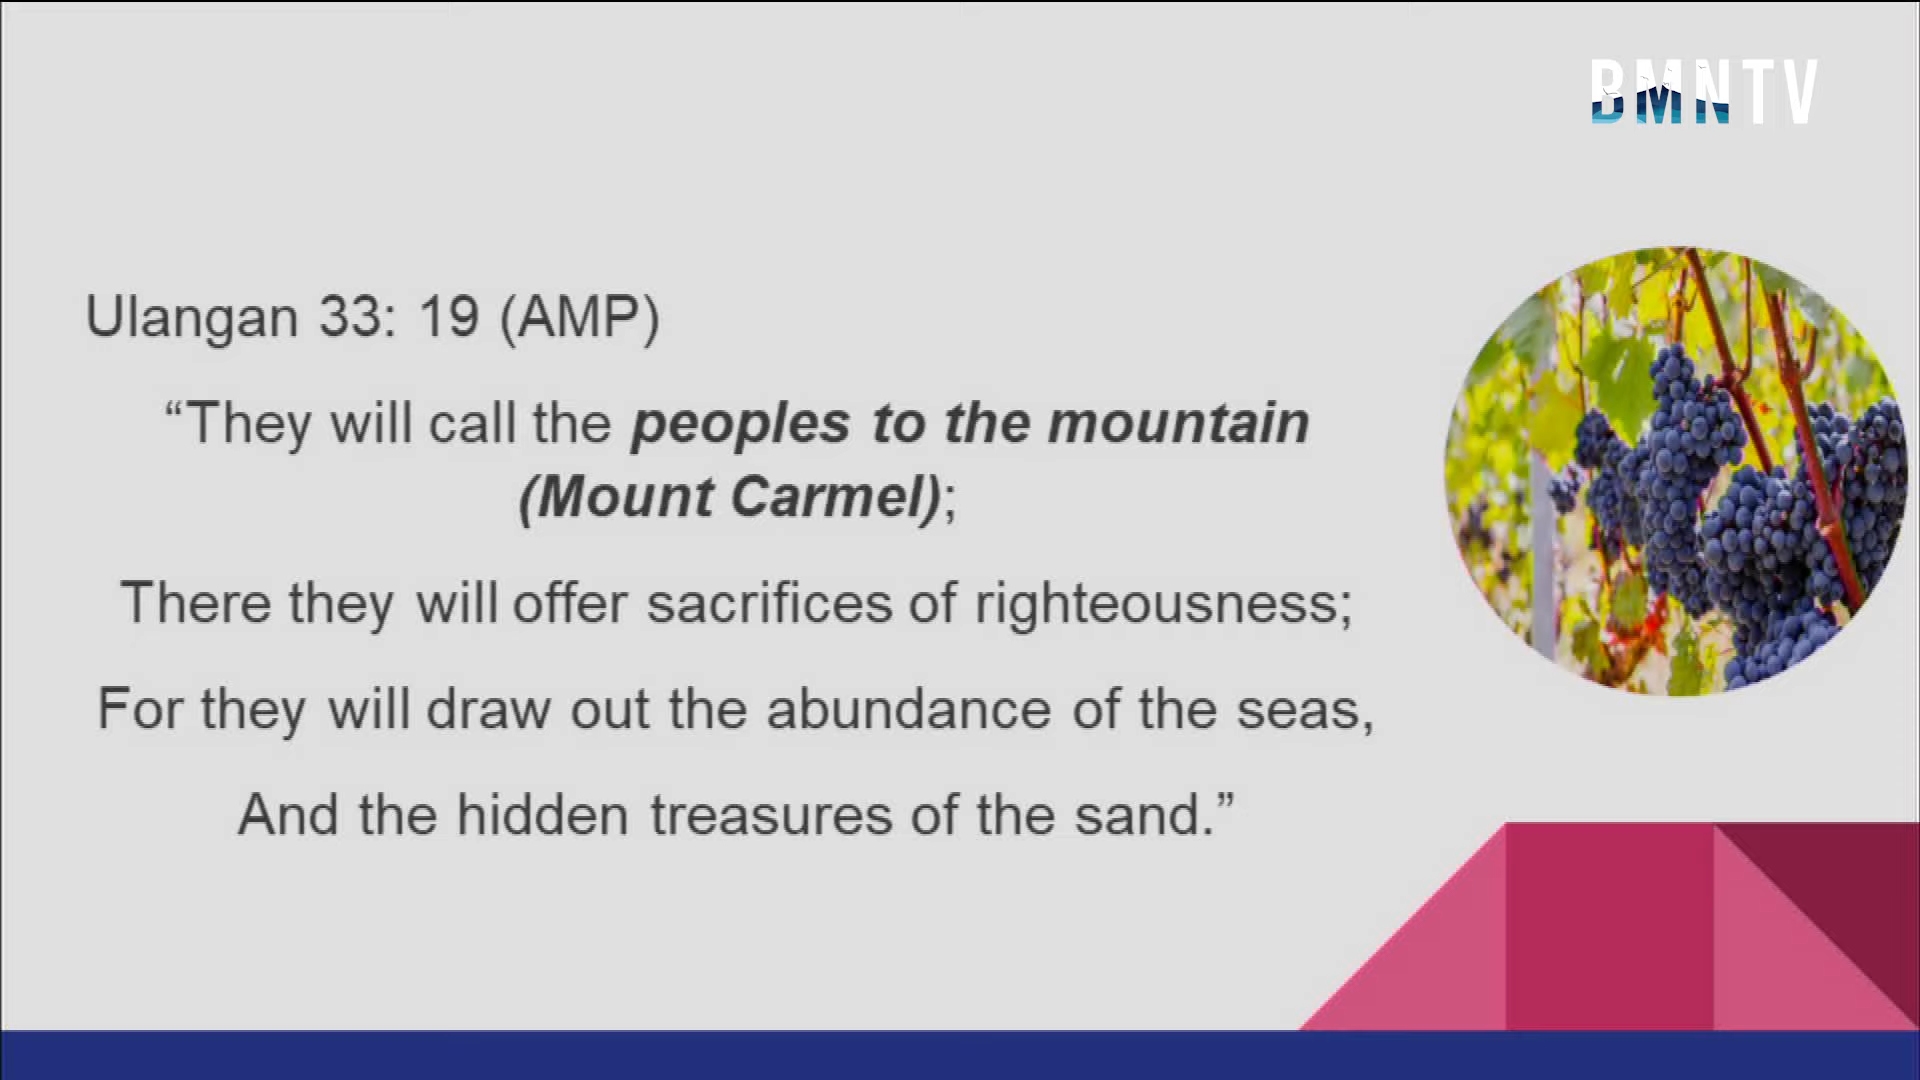 BMNTV
Ulangan 33: 19 (AMP)
“They will call the peoples to the mountain
(Mount Carmel);
There they will offer sacrifices of righteousness;
For they will draw out the abundance of the seas,
And the hidden treasures of the sand.”